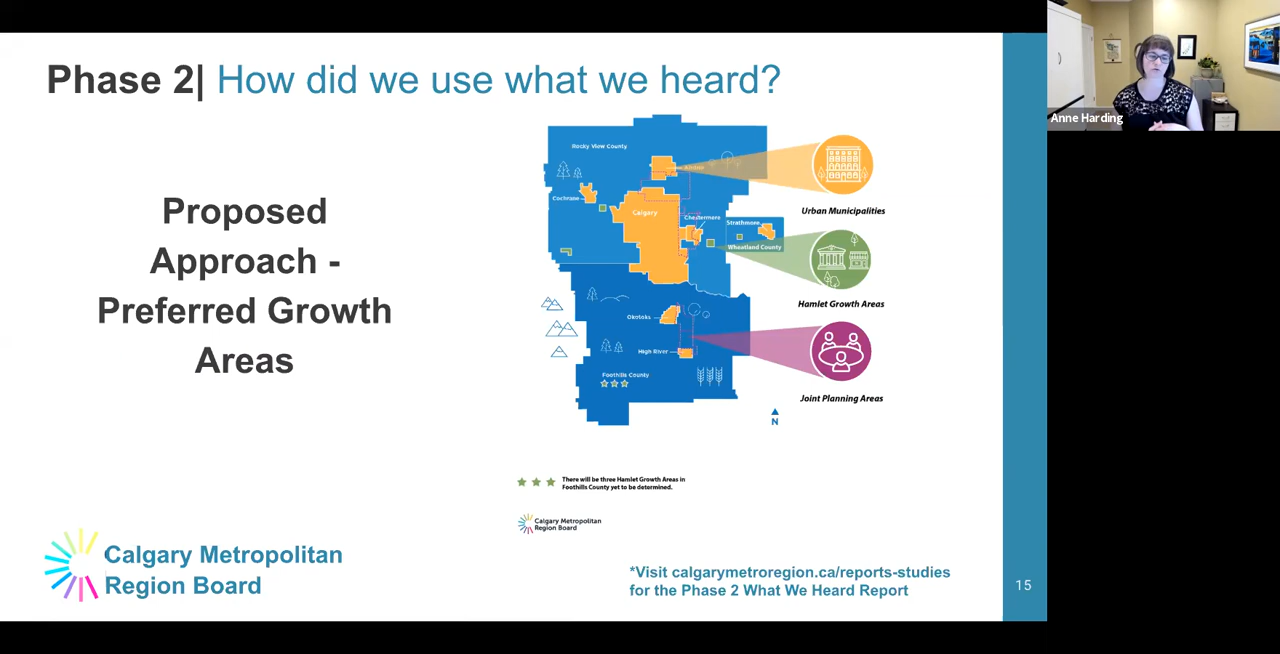 Phase 2| How did we use what we heard?
Anne Harding
Proposed
Approach -
Preferred Growth
Areas
Rocky View County
Cochrane
Calgary
Chestermere
Strathmore
Wheatland County
Okotoks
High River
Foothills County
Urban Municipalities
Hamlet Growth Areas
Joint Planning Areas
N
There will be three Hamlet Growth Areas in
Foothills County yet to be determined.
Calgary Metropolitan
Region Board
Calgary Metropolitan
Region Board
*Visit calgarymetroregion.ca/reports-studies
for the Phase 2 What We Heard Report
15